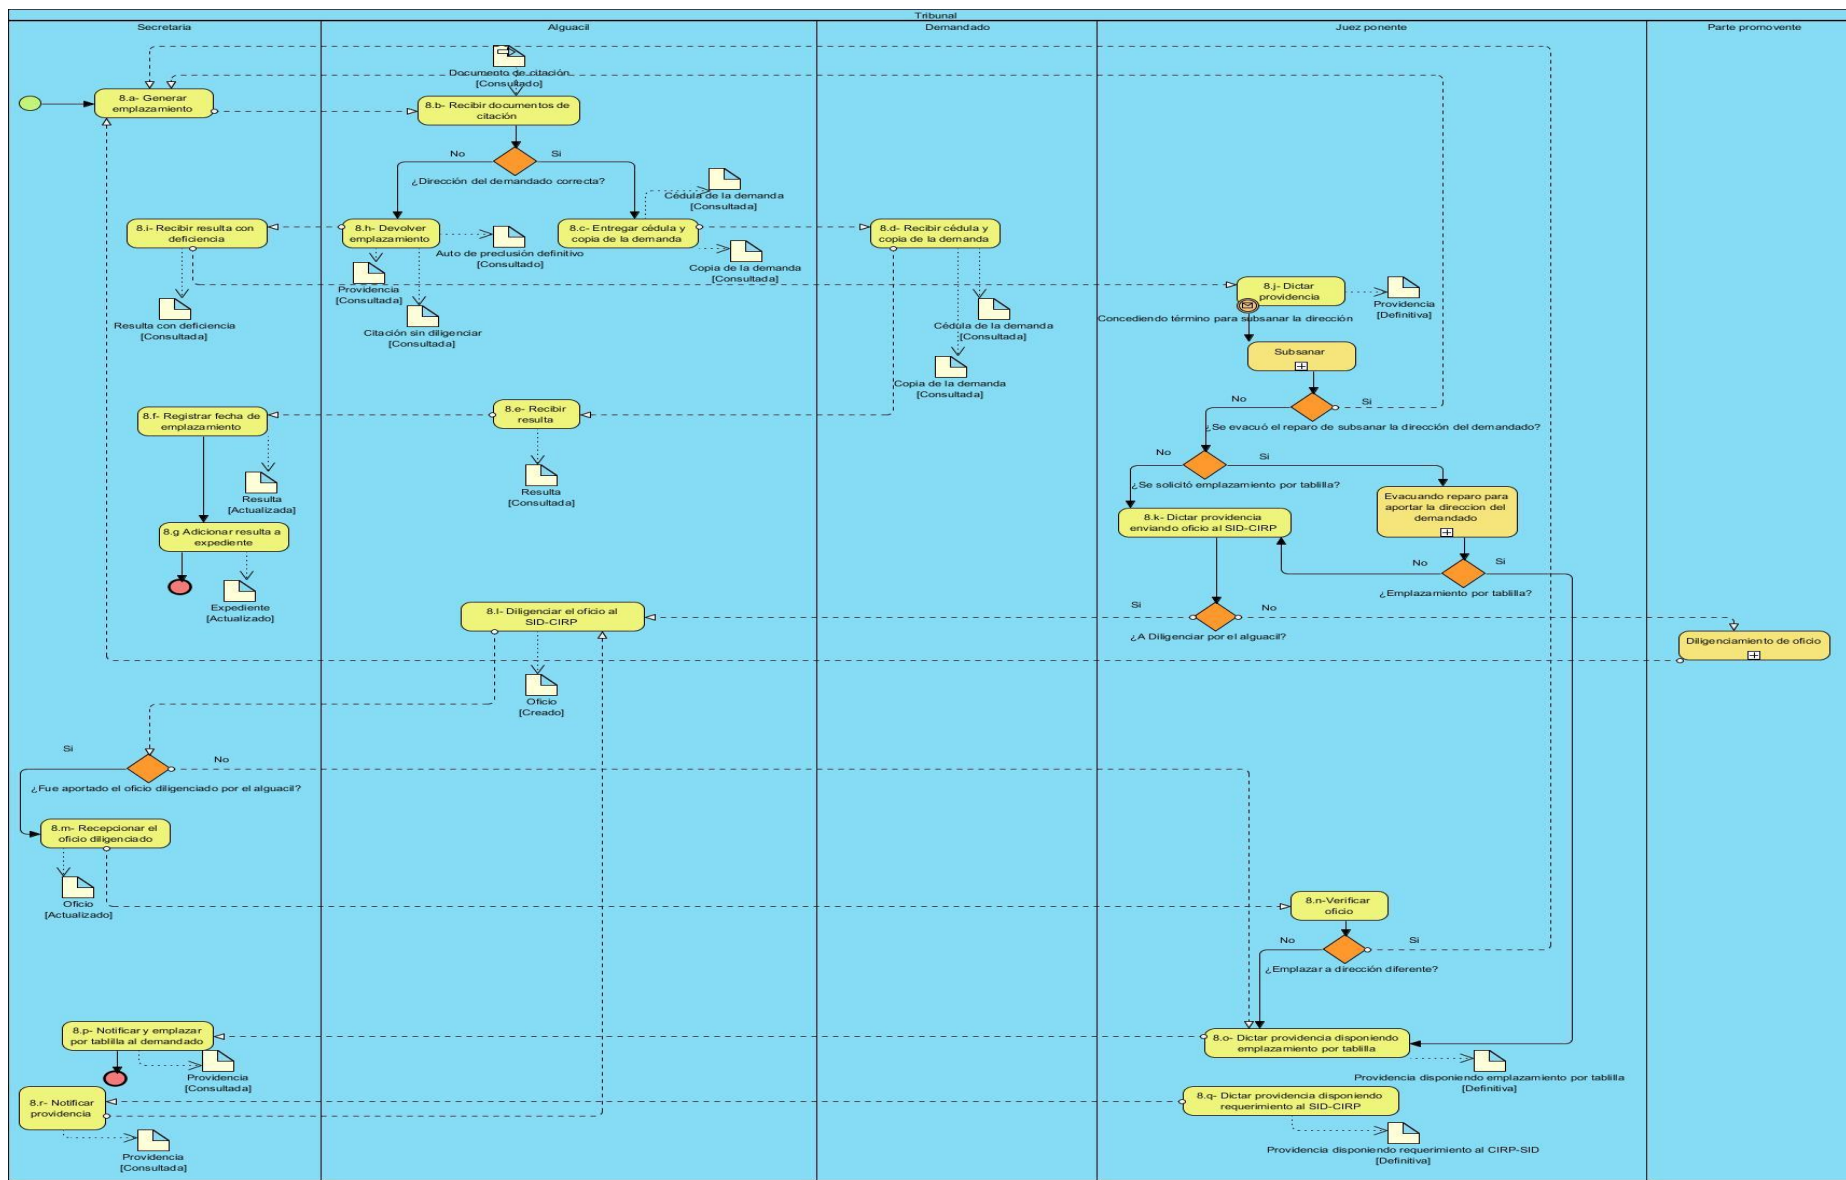 Tribunal
Secretaria
Alguacil
Demandado
Juez ponente
Parte promovente
Documento de citación
[Consultado]
8.a- Generar
emplazamiento
8.b- Recibir documentos de
citación
No
Si
¿Dirección del demandado correcta?
Cédula de la demanda
[Consultada]
8.i- Recibir resulta con
deficiencia
8.h- Devolver
emplazamiento
8.c- Entregar cédula y
copia de la demanda
8.d- Recibir cédula y
copia de la demanda
Auto de preclusión definitivo
[Consultado]
Copia de la demanda
[Consultada]
Providencia
[Consultada]
8.j- Dictar
providencia
Providencia
[Definitiva]
Concediendo término para subsanar la dirección
Resulta con deficiencia
[Consultada]
Citación sin diligenciar
[Consultada]
Cédula de la demanda
[Consultada]
Subsanar
Copia de la demanda
[Consultada]
No
Si
¿Se evacuó el reparo de subsanar la dirección del demandado?
8.f- Registrar fecha de
emplazamiento
8.e- Recibir
resulta
No
Si
¿Se solicitó emplazamiento por tablilla?
Resulta
[Actualizada]
Resulta
[Consultada]
Evacuando reparo para
aportar la direccion del
demandado
8.k- Dictar providencia
enviando oficio al SID-CIRP
8.g Adicionar resulta a
expediente
No
Si
¿Emplazamiento por tablilla?
Expediente
[Actualizado]
8.l- Diligenciar el oficio al
SID-CIRP
Si
No
¿A Diligenciar por el alguacil?
Diligenciamiento de oficio
Oficio
[Creado]
Si
No
¿Fue aportado el oficio diligenciado por el alguacil?
8.m- Recepcionar el
oficio diligenciado
Oficio
[Actualizado]
8.n-Verificar
oficio
No
Si
¿Emplazar a dirección diferente?
8.p- Notificar y emplazar
por tablilla al demandado
8.o- Dictar providencia disponiendo
emplazamiento por tablilla
Providencia
[Consultada]
Providencia disponiendo emplazamiento por tablilla
[Definitiva]
8.r- Notificar
providencia
8.q- Dictar providencia disponiendo
requerimiento al SID-CIRP
Providencia
[Consultada]
Providencia disponiendo requerimiento al CIRP-SID
[Definitiva]